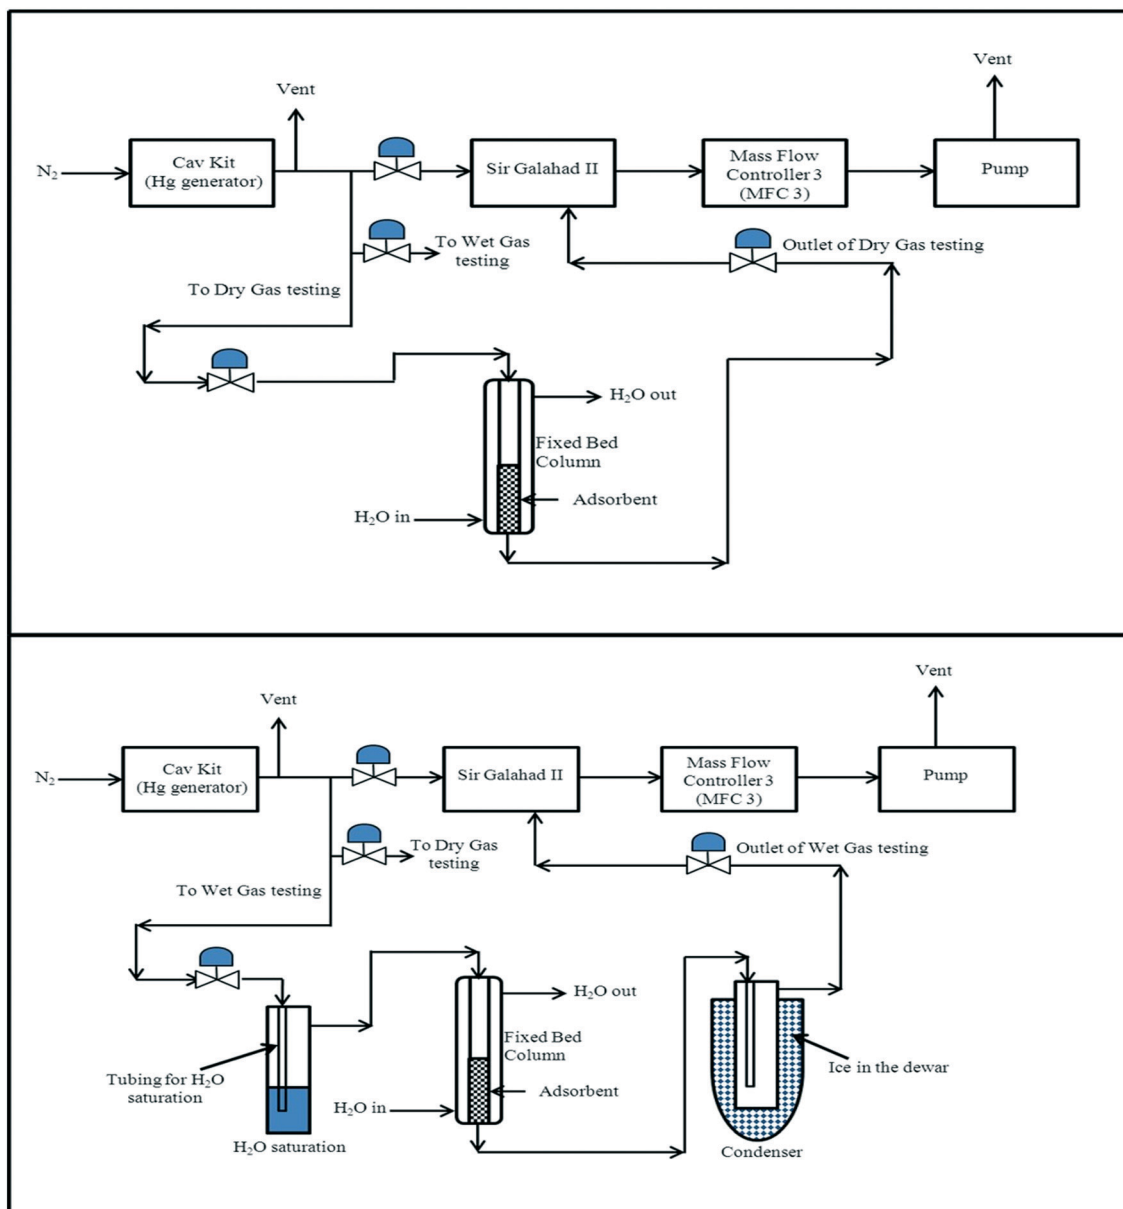 Vent
Vent
N₂
Cav Kit
(Hg generator)
Sir Galahad II
Mass Flow
Controller 3
(MFC 3)
Pump
To Wet Gas
testing
Outlet of Dry Gas testing
To Dry Gas testing
H₂O out
Fixed Bed
Column
Adsorbent
H₂O in
Vent
Vent
N₂
Cav Kit
(Hg generator)
Sir Galahad II
Mass Flow
Controller 3
(MFC 3)
Pump
To Dry Gas
testing
Outlet of Wet Gas testing
To Wet Gas testing
H₂O out
Fixed Bed
Column
Ice in the dewar
Tubing for H₂O
saturation
Adsorbent
H₂O in
H₂O saturation
Condenser